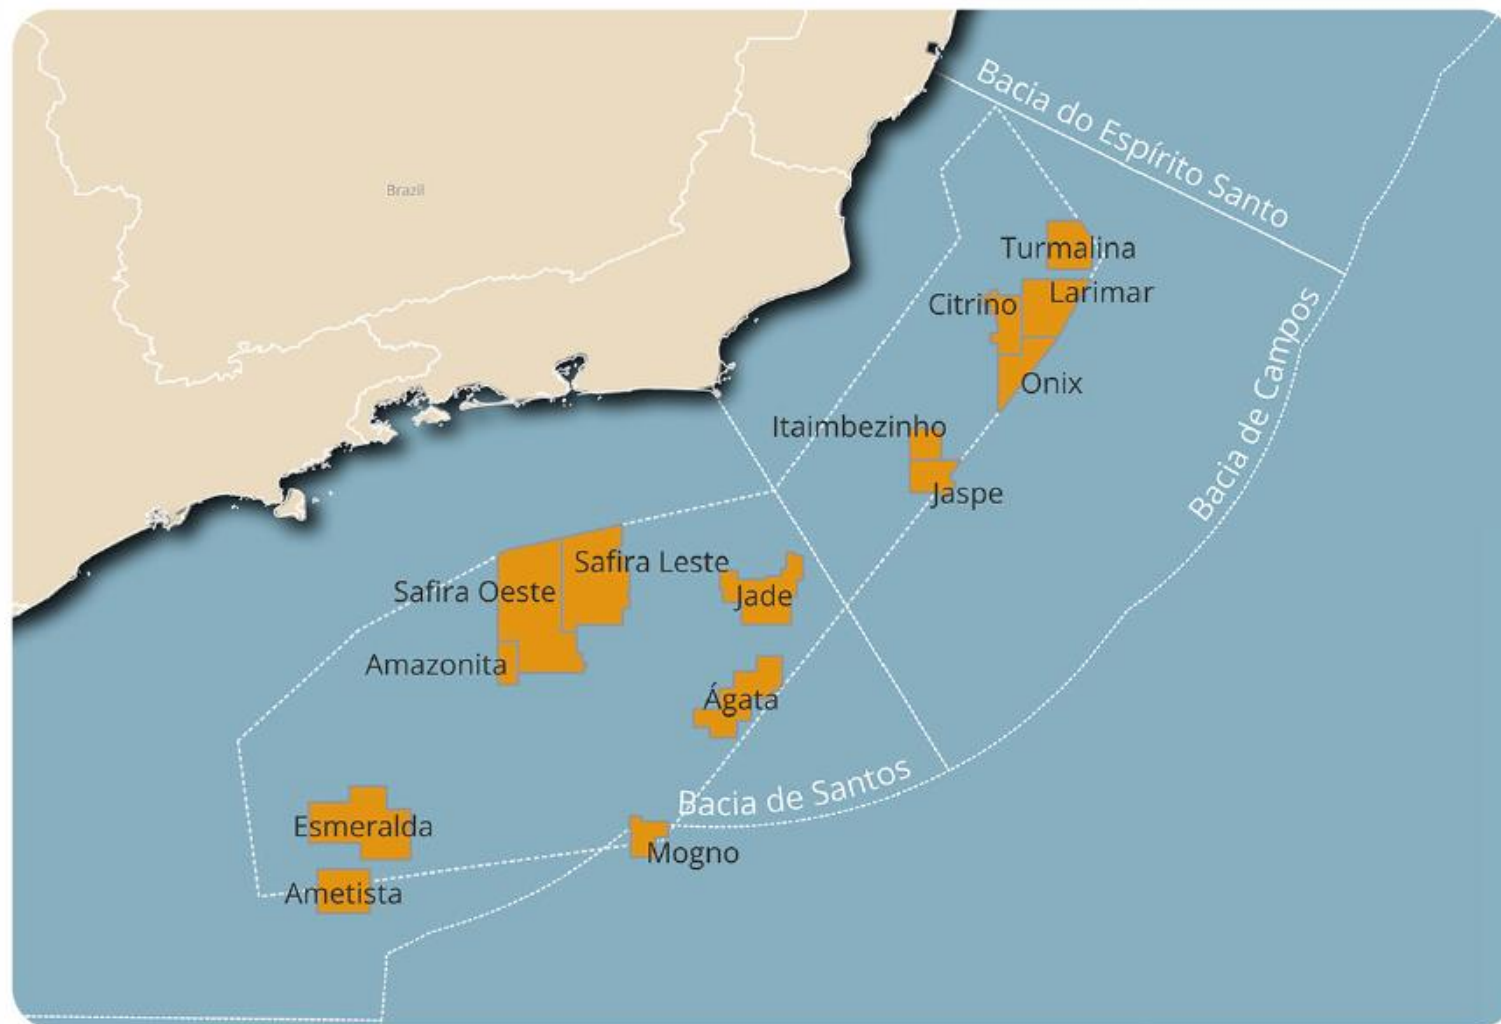 Bacia do Espírito Santo
Brazil
Turmalina
Larimar
Citrino
Onix
Bacia de Campos
Itaimbezinho
Jaspe
Safira Leste
Safira Oeste
Jade
Amazonita
Ágata
Bacia de Santos
Esmeralda
Mogno
Ametista